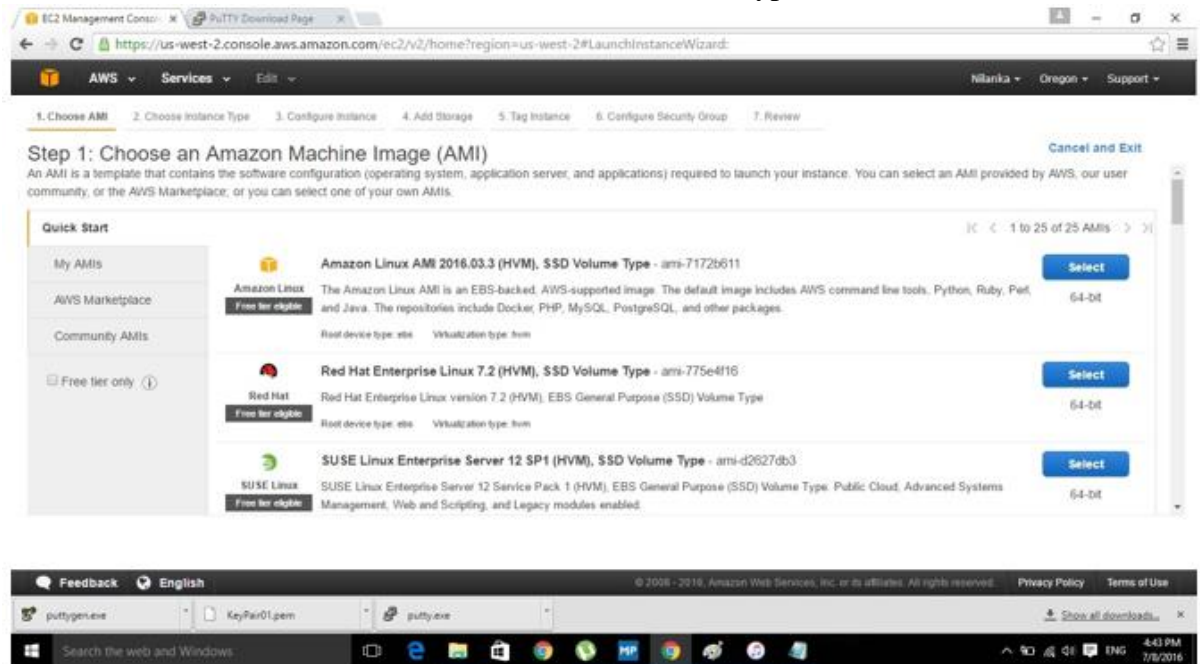 EC2 Management Conso
PuTTY Download Page
https://us-west-2.console.aws.amazon.com/ec2/v2/home?region=us-west-2#LaunchInstanceWizard:
AWS Services Edit Nilanka Oregon Support
1. Choose AMI 2. Choose Instance Type 3. Configure Instance 4. Add Storage 5. Tag Instance 6. Configure Security Group 7. Review
Step 1: Choose an Amazon Machine Image (AMI)
Cancel and Exit
An AMI is a template that contains the software configuration (operating system, application server, and applications) required to launch your instance. You can select an AMI provided by AWS, our user
community, or the AWS Marketplace; or you can select one of your own AMIs.
Quick Start
1 to 25 of 25 AMIs
My AMIs
AWS Marketplace
Community AMIs
Free tier only
Amazon Linux
Free tier eligible
Amazon Linux AMI 2016.03.3 (HVM), SSD Volume Type - ami-7172b611
The Amazon Linux AMI is an EBS-backed, AWS-supported image. The default image includes AWS command line tools, Python, Ruby, Perl,
and Java. The repositories include Docker, PHP, MySQL, PostgreSQL, and other packages.
Root device type: ebs Virtualization type: hvm
Select
64-bit
Red Hat
Free tier eligible
Red Hat Enterprise Linux 7.2 (HVM), SSD Volume Type - ami-775e4f16
Red Hat Enterprise Linux version 7.2 (HVM), EBS General Purpose (SSD) Volume Type
Root device type: ebs Virtualization type: hvm
Select
64-bit
SUSE Linux
Free tier eligible
SUSE Linux Enterprise Server 12 SP1 (HVM), SSD Volume Type - ami-d2627db3
SUSE Linux Enterprise Server 12 Service Pack 1 (HVM), EBS General Purpose (SSD) Volume Type. Public Cloud, Advanced Systems
Management, Web and Scripting, and Legacy modules enabled.
Select
64-bit
Feedback English
© 2008 - 2016, Amazon Web Services, Inc. or its affiliates. All rights reserved. Privacy Policy Terms of Use
puttygen.exe KeyPair01.pem putty.exe Show all downloads...
Search the web and Windows
MP
ENG
4:43 PM
7/8/2016